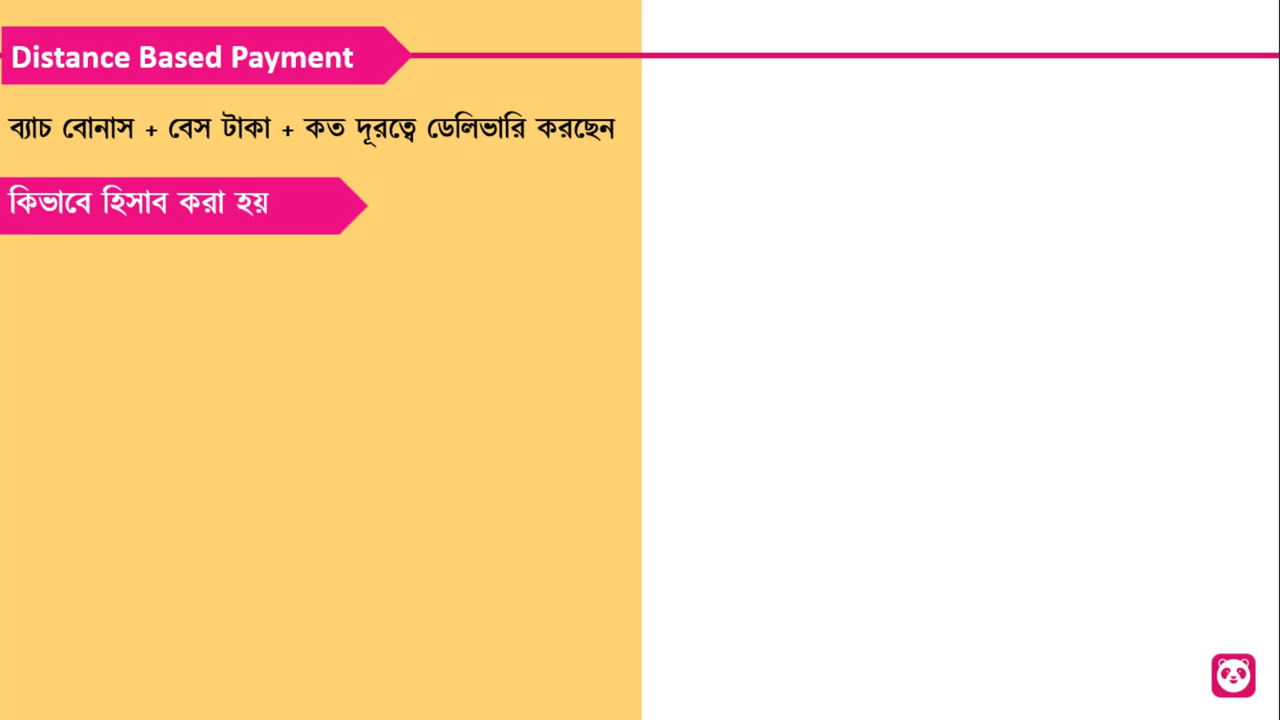 Distance Based Payment
ব্যাচ বোনাস + বেস টাকা + কত দূরত্বে ডেলিভারি করছেন
কিভাবে হিসাব করা হয়